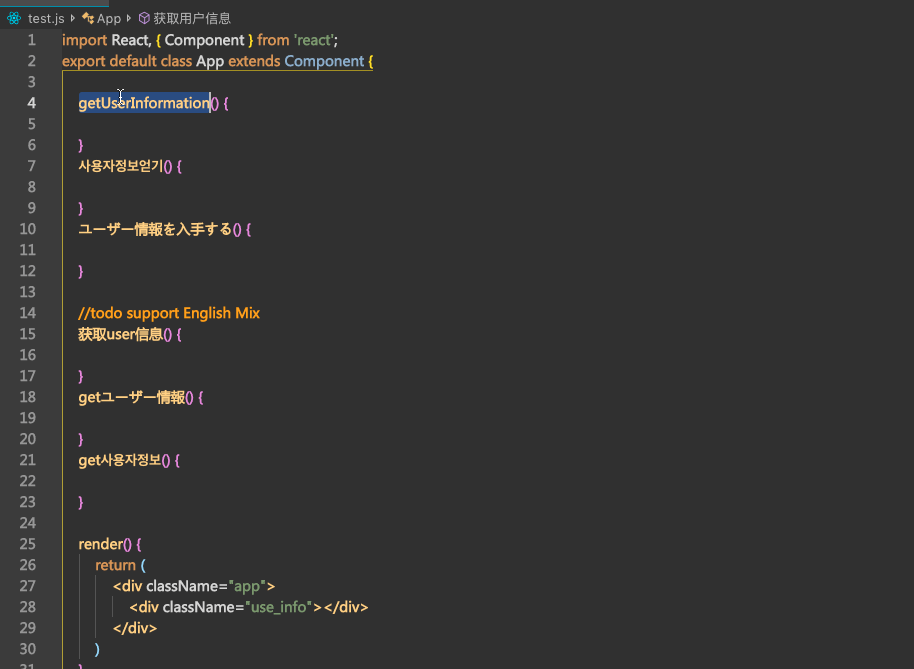 test.js App 获取用户信息
1 import React, { Component } from 'react';
2 export default class App extends Component {
3
4 getUserInformation() {
5
6 }
7 사용자정보얻기() {
8
9 }
10 ユーザー情報を入手する() {
11
12 }
13
14 //todo support English Mix
15 获取user信息() {
16
17 }
18 getユーザー情報() {
19
20 }
21 get사용자정보() {
22
23 }
24
25 render() {
26 return (
27 <div className="app">
28 <div className="use_info"></div>
29 </div>
30 )
31 }